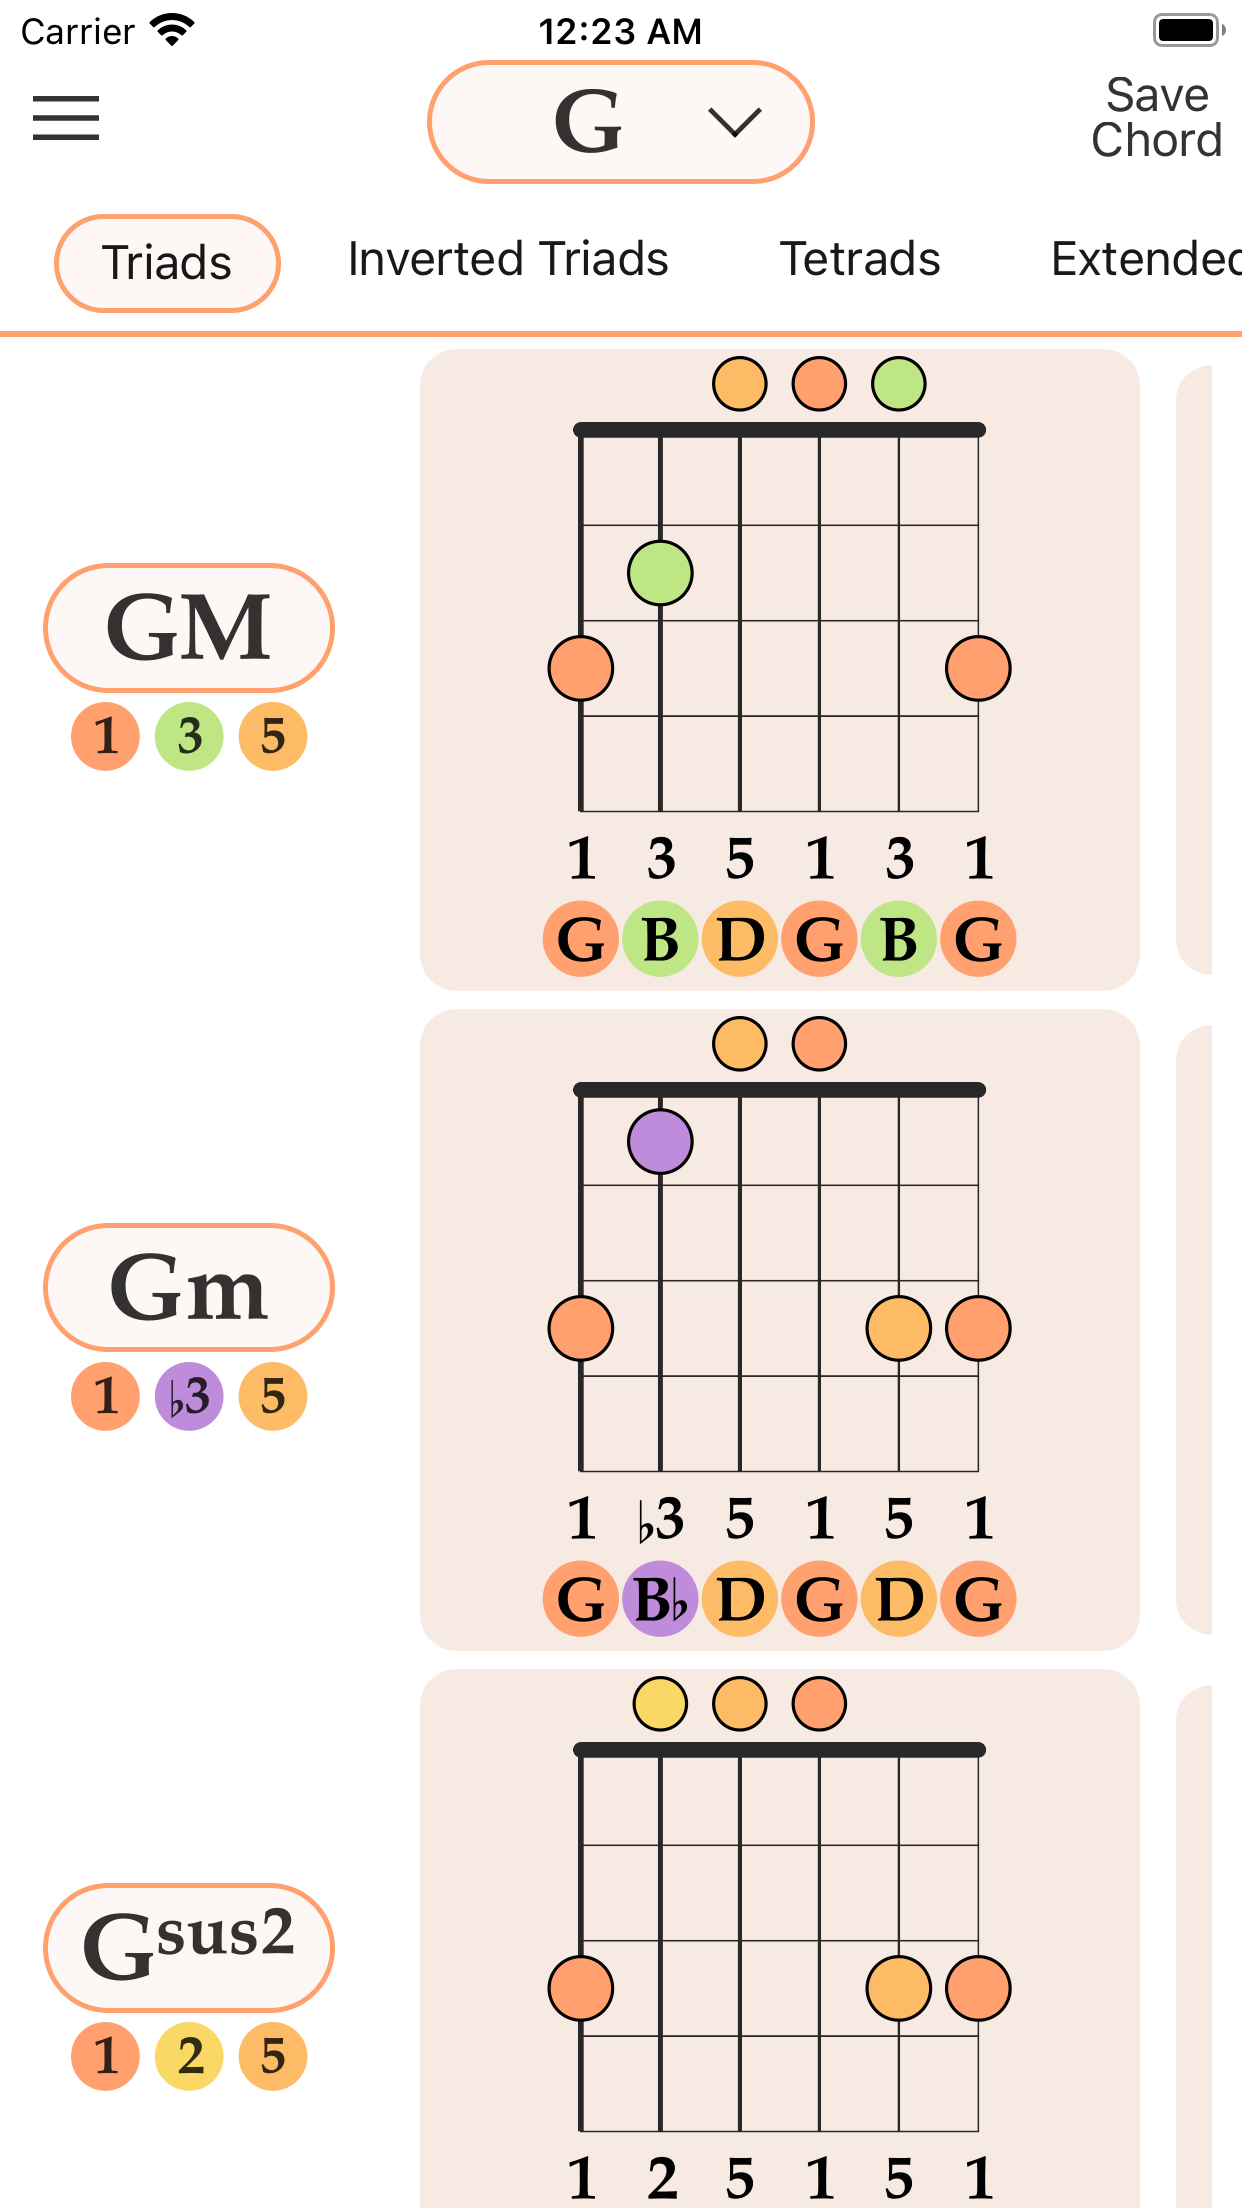 Carrier 12:23 AM
G
Save
Chord
Triads Inverted Triads Tetrads Extended
GM
1 3 5
1 3 5 1 3 1
G B D G B G
Gm
1 ♭3 5
1 ♭3 5 1 5 1
G B♭ D G D G
Gsus2
1 2 5
1 2 5 1 5 1